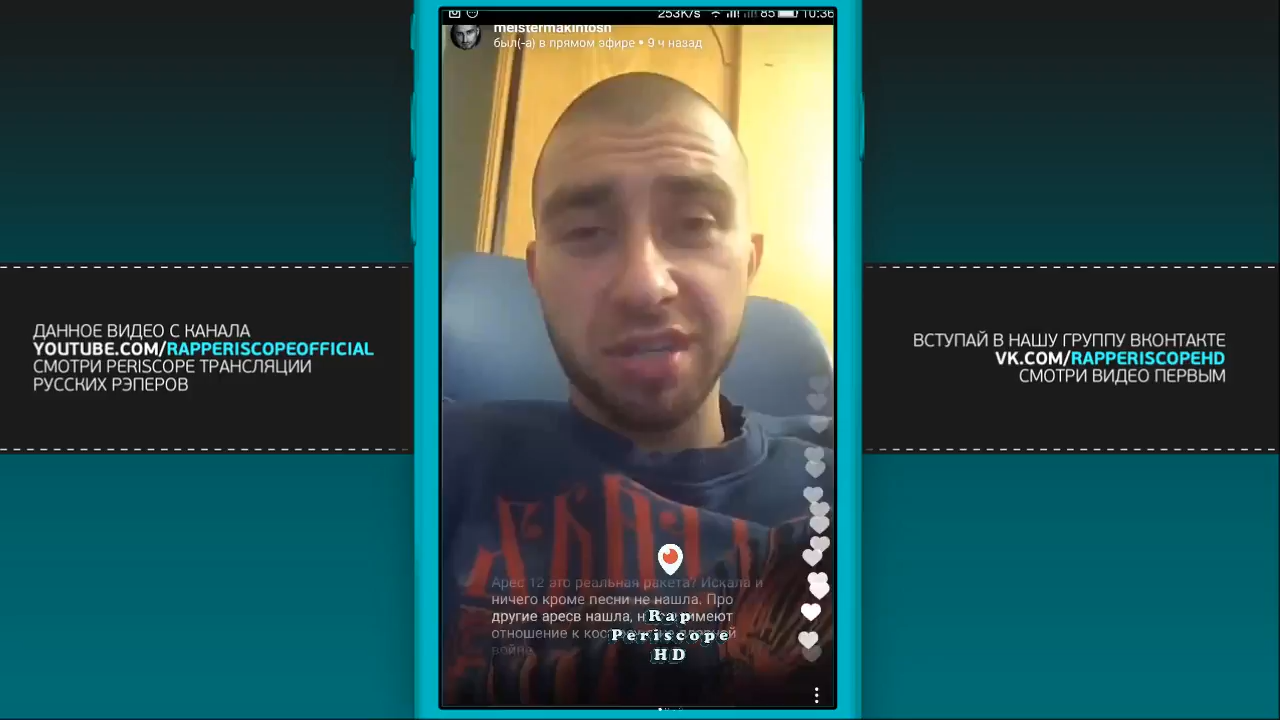 253K/s 85 10:36
meistermakintosh
был(-а) в прямом эфире • 9 ч назад
ДАННОЕ ВИДЕО С КАНАЛА
YOUTUBE.COM/RAPPERISCOPEOFFICIAL
СМОТРИ PERISCOPE ТРАНСЛЯЦИИ
РУССКИХ РЭПЕРОВ
ВСТУПАЙ В НАШУ ГРУППУ ВКОНТАКТЕ
VK.COM/RAPPERISCOPEHD
СМОТРИ ВИДЕО ПЕРВЫМ
Арес 12 это реальная ракета? Искала и
ничего кроме песни не нашла. Про
другие аресв нашла, имеют
отношение к
войне
Rap
Periscope
HD